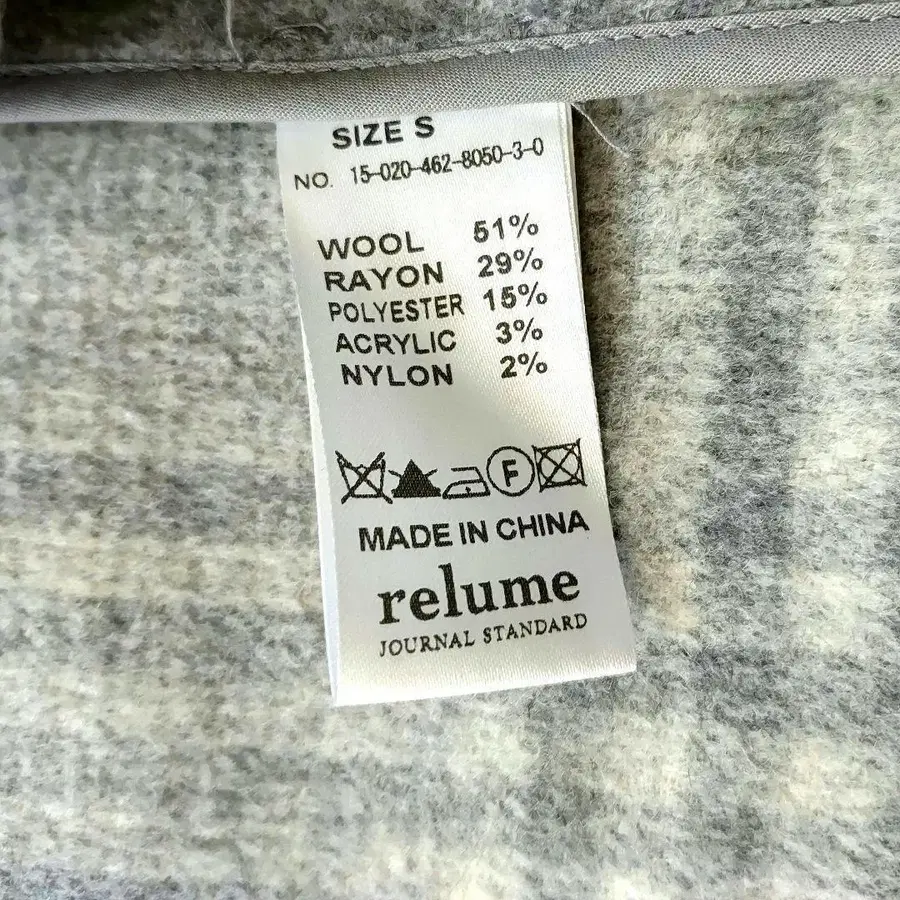 SIZE S
NO. 15-020-462-8050-3-0
WOOL 51%
RAYON 29%
POLYESTER 15%
ACRYLIC 3%
NYLON 2%
F
MADE IN CHINA
relume
JOURNAL STANDARD